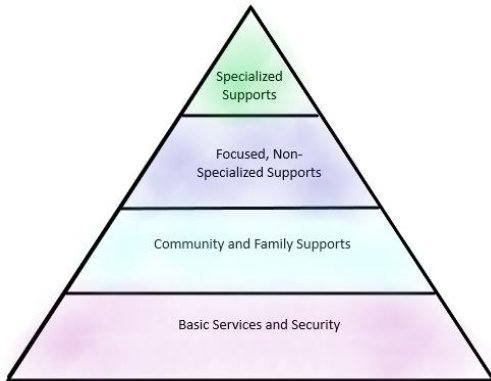 Specialized
Supports
Focused, Non-
Specialized Supports
Community and Family Supports
Basic Services and Security